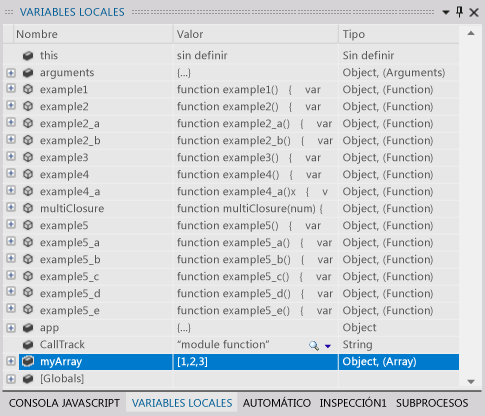 VARIABLES LOCALES
Nombre Valor Tipo
this sin definir Sin definir
arguments {...} Object, (Arguments)
example1 function example1() { var Object, (Function)
example2 function example2() { var Object, (Function)
example2_a function example2_a() { var Object, (Function)
example2_b function example2_b() { var Object, (Function)
example3 function example3() { var Object, (Function)
example4 function example4() { var Object, (Function)
example4_a function example4_a()x { v Object, (Function)
multiClosure function multiClosure(num) { Object, (Function)
example5 function example5() { var Object, (Function)
example5_a function example5_a() { var Object, (Function)
example5_b function example5_b() { var Object, (Function)
example5_c function example5_c() { var Object, (Function)
example5_d function example5_d() { var Object, (Function)
example5_e function example5_e() { var Object, (Function)
app {...} Object
CallTrack “module function” String
myArray [1,2,3] Object, (Array)
[Globals]
CONSOLA JAVASCRIPT VARIABLES LOCALES AUTOMÁTICO INSPECCIÓN1 SUBPROCESOS